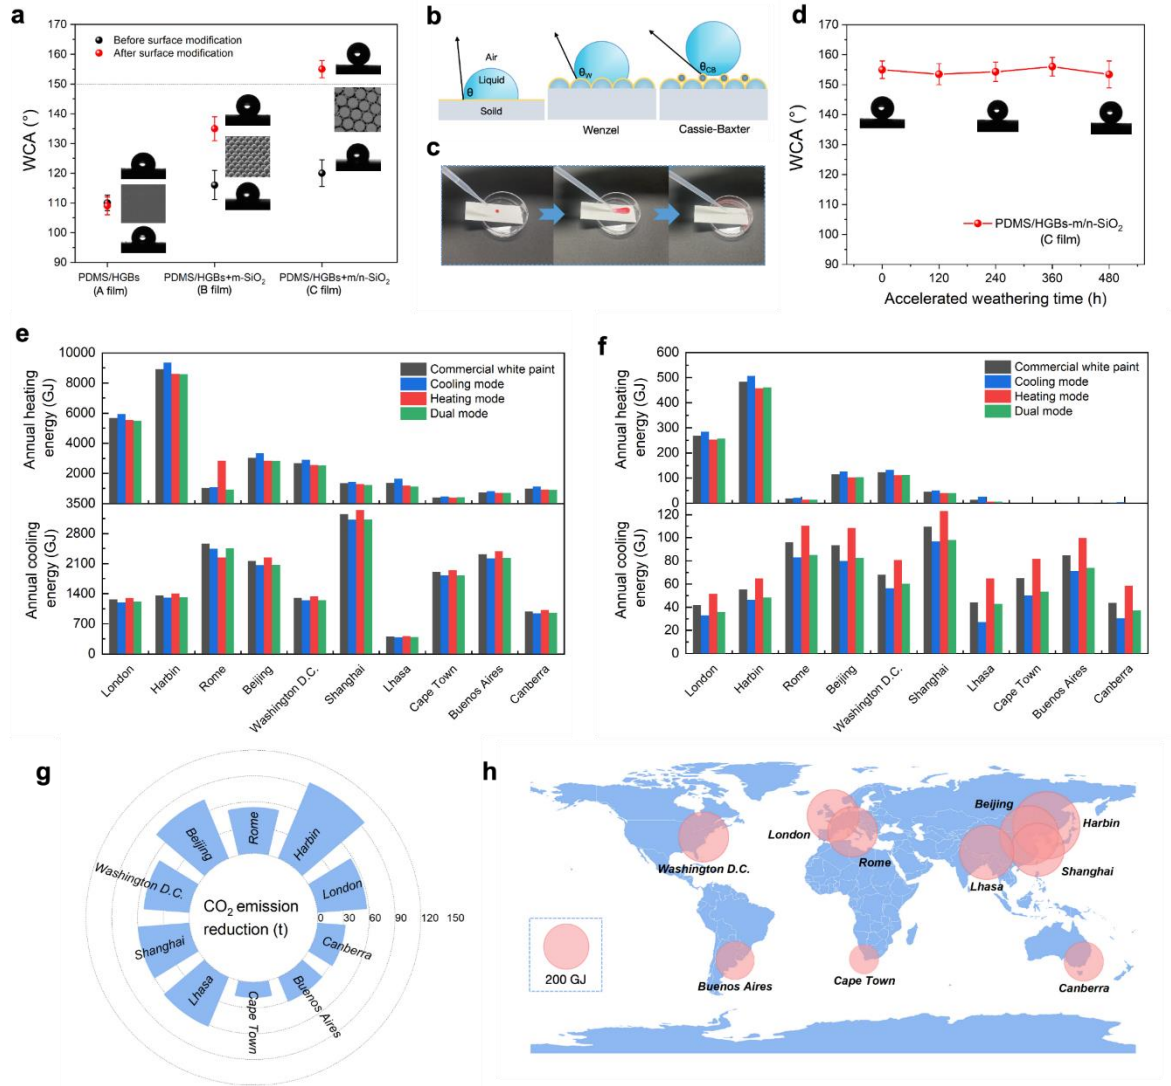 a
WCA (°)
170
160
150
140
130
120
110
100
90
Before surface modification
After surface modification
PDMS/HGBs
(A film)
PDMS/HGBs+m-SiO2
(B film)
PDMS/HGBs+m/n-SiO2
(C film)
b
Air
Liquid
θ
Soild
θW
Wenzel
θCB
Cassie-Baxter
c
d
WCA (°)
170
160
150
140
130
120
110
100
90
PDMS/HGBs-m/n-SiO2
(C film)
0 120 240 360 480
Accelerated weathering time (h)
e
Annual heating
energy (GJ)
10000
8000
6000
4000
2000
Commercial white paint
Cooling mode
Heating mode
Dual mode
Annual cooling
energy (GJ)
3500
2800
2100
1400
700
0
London
Harbin
Rome
Beijing
Washington D.C.
Shanghai
Lhasa
Cape Town
Buenos Aires
Canberra
f
Annual heating
energy (GJ)
600
500
400
300
200
100
0
Commercial white paint
Cooling mode
Heating mode
Dual mode
Annual cooling
energy (GJ)
120
100
80
60
40
20
0
London
Harbin
Rome
Beijing
Washington D.C.
Shanghai
Lhasa
Cape Town
Buenos Aires
Canberra
g
CO2 emission
reduction (t)
0 30 60 90 120 150
London
Harbin
Rome
Beijing
Washington D.C.
Shanghai
Lhasa
Cape Town
Buenos Aires
Canberra
h
Beijing
Harbin
London
Washington D.C.
Rome
Shanghai
Lhasa
200 GJ
Buenos Aires
Cape Town
Canberra